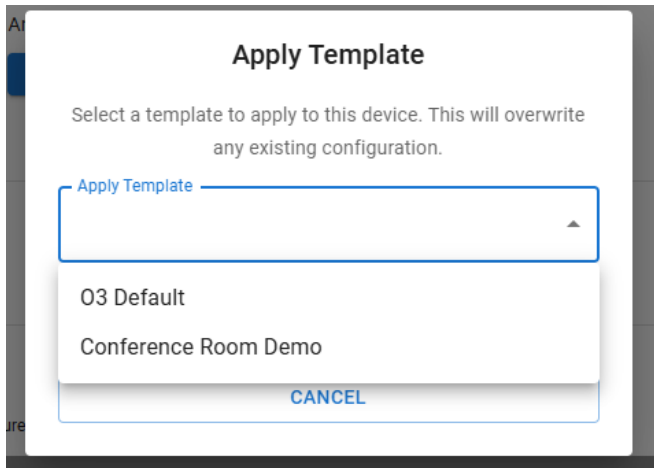 Apply Template
Select a template to apply to this device. This will overwrite
any existing configuration.
Apply Template
O3 Default
Conference Room Demo
CANCEL